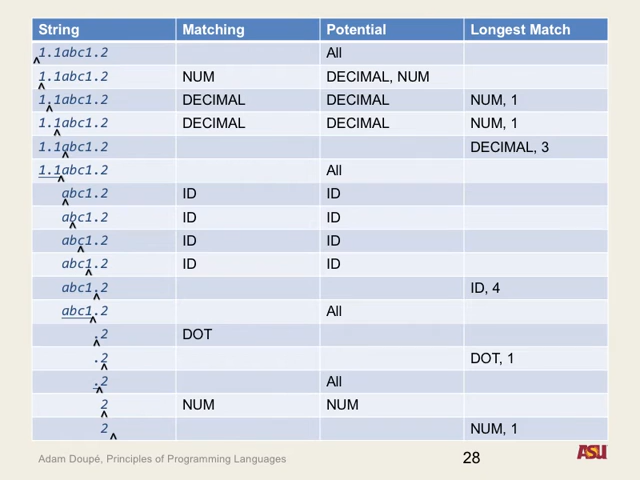 String Matching Potential Longest Match
1.1abc1.2 All
^
1.1abc1.2 NUM DECIMAL, NUM
^
1.1abc1.2 DECIMAL DECIMAL NUM, 1
^
1.1abc1.2 DECIMAL DECIMAL NUM, 1
^
1.1abc1.2 DECIMAL, 3
^
1.1abc1.2 All
^
abc1.2 ID ID
^
abc1.2 ID ID
^
abc1.2 ID ID
^
abc1.2 ID ID
^
abc1.2 ID, 4
^
abc1.2 All
^
.2 DOT
^
.2 DOT, 1
^
.2 All
^
2 NUM NUM
^
2 NUM, 1
^
Adam Doupé, Principles of Programming Languages 28 ASU